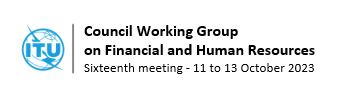 ITU
Council Working Group
on Financial and Human Resources
Sixteenth meeting - 11 to 13 October 2023